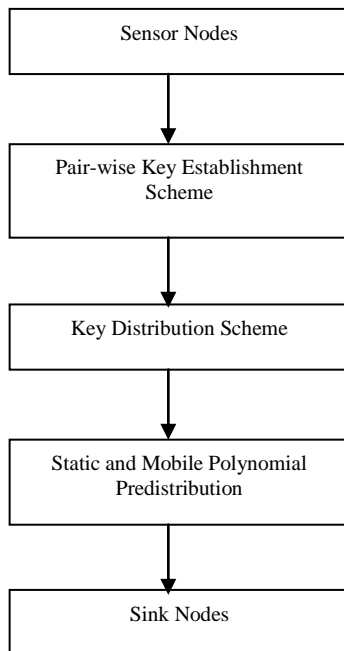 Sensor Nodes
Pair-wise Key Establishment
Scheme
Key Distribution Scheme
Static and Mobile Polynomial
Predistribution
Sink Nodes